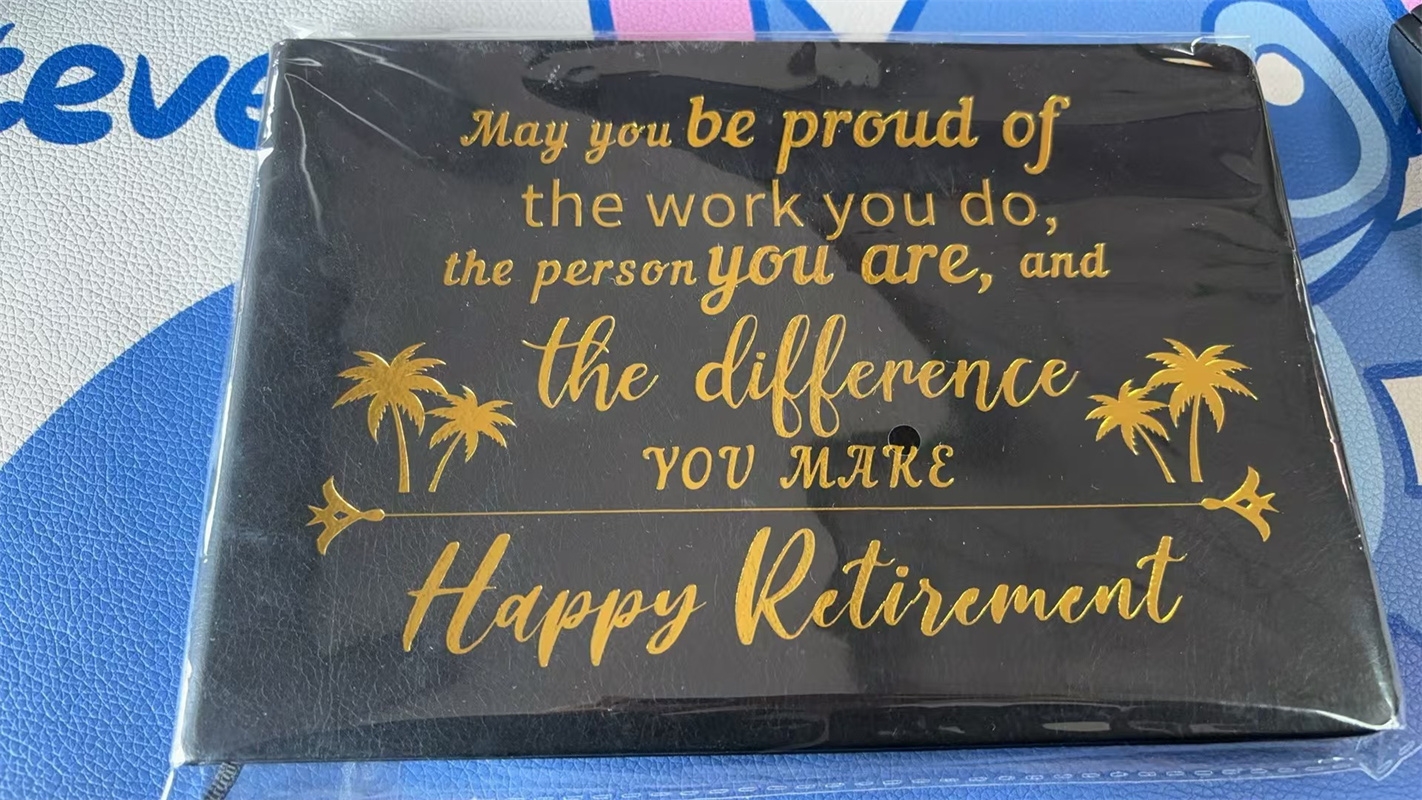 teve
May you be proud of
the work you do,
the person you are, and
the difference
YOU MAKE
Happy Retirement